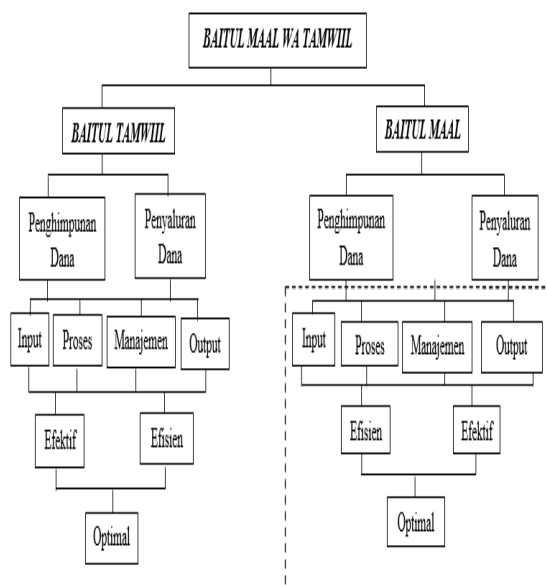 BAITUL MAAL WA TAMWIIL
BAITUL TAMWIIL
BAITUL MAAL
Penghimpunan
Dana
Penyaluran
Dana
Penghimpunan
Dana
Penyaluran
Dana
Input
Proses
Manajemen
Output
Input
Proses
Manajemen
Output
Efektif
Efisien
Efisien
Efektif
Optimal
Optimal